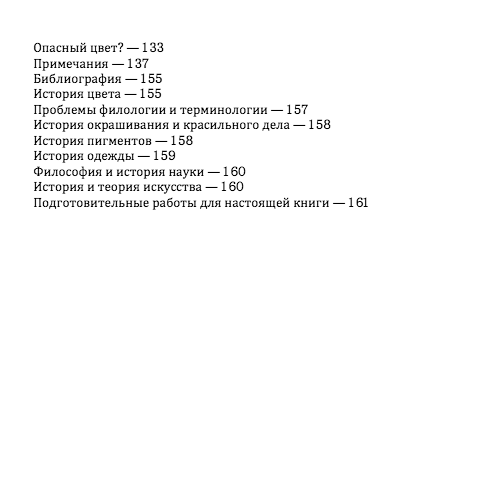 Опасный цвет? — 133
Примечания — 137
Библиография — 155
История цвета — 155
Проблемы филологии и терминологии — 157
История окрашивания и красильного дела — 158
История пигментов — 158
История одежды — 159
Философия и история науки — 160
История и теория искусства — 160
Подготовительные работы для настоящей книги — 161